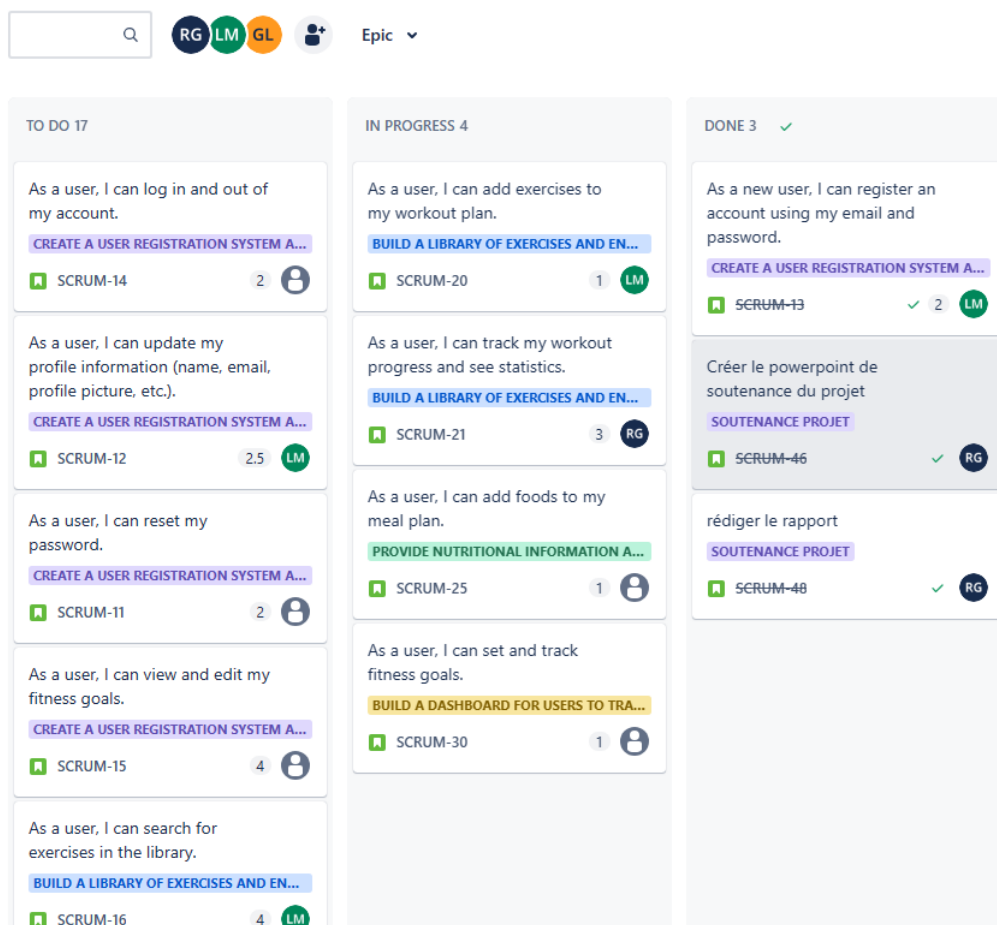 RG LM GL Epic
TO DO 17
As a user, I can log in and out of
my account.
CREATE A USER REGISTRATION SYSTEM A...
SCRUM-14 2
As a user, I can update my
profile information (name, email,
profile picture, etc.).
CREATE A USER REGISTRATION SYSTEM A...
SCRUM-12 2.5 LM
As a user, I can reset my
password.
CREATE A USER REGISTRATION SYSTEM A...
SCRUM-11 2
As a user, I can view and edit my
fitness goals.
CREATE A USER REGISTRATION SYSTEM A...
SCRUM-15 4
As a user, I can search for
exercises in the library.
BUILD A LIBRARY OF EXERCISES AND EN...
SCRUM-16 4 LM
IN PROGRESS 4
As a user, I can add exercises to
my workout plan.
BUILD A LIBRARY OF EXERCISES AND EN...
SCRUM-20 1 LM
As a user, I can track my workout
progress and see statistics.
BUILD A LIBRARY OF EXERCISES AND EN...
SCRUM-21 3 RG
As a user, I can add foods to my
meal plan.
PROVIDE NUTRITIONAL INFORMATION A...
SCRUM-25 1
As a user, I can set and track
fitness goals.
BUILD A DASHBOARD FOR USERS TO TRA...
SCRUM-30 1
DONE 3
As a new user, I can register an
account using my email and
password.
CREATE A USER REGISTRATION SYSTEM A...
SCRUM-13 2 LM
Créer le powerpoint de
soutenance du projet
SOUTENANCE PROJET
SCRUM-46 RG
rédiger le rapport
SOUTENANCE PROJET
SCRUM-48 RG